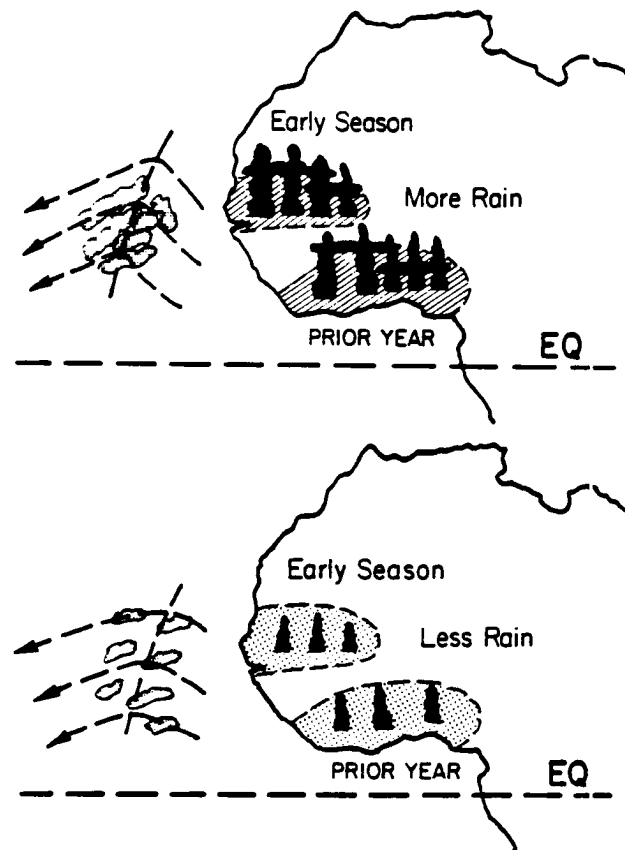 Early Season
More Rain
PRIOR YEAR
EQ
Early Season
Less Rain
PRIOR YEAR
EQ